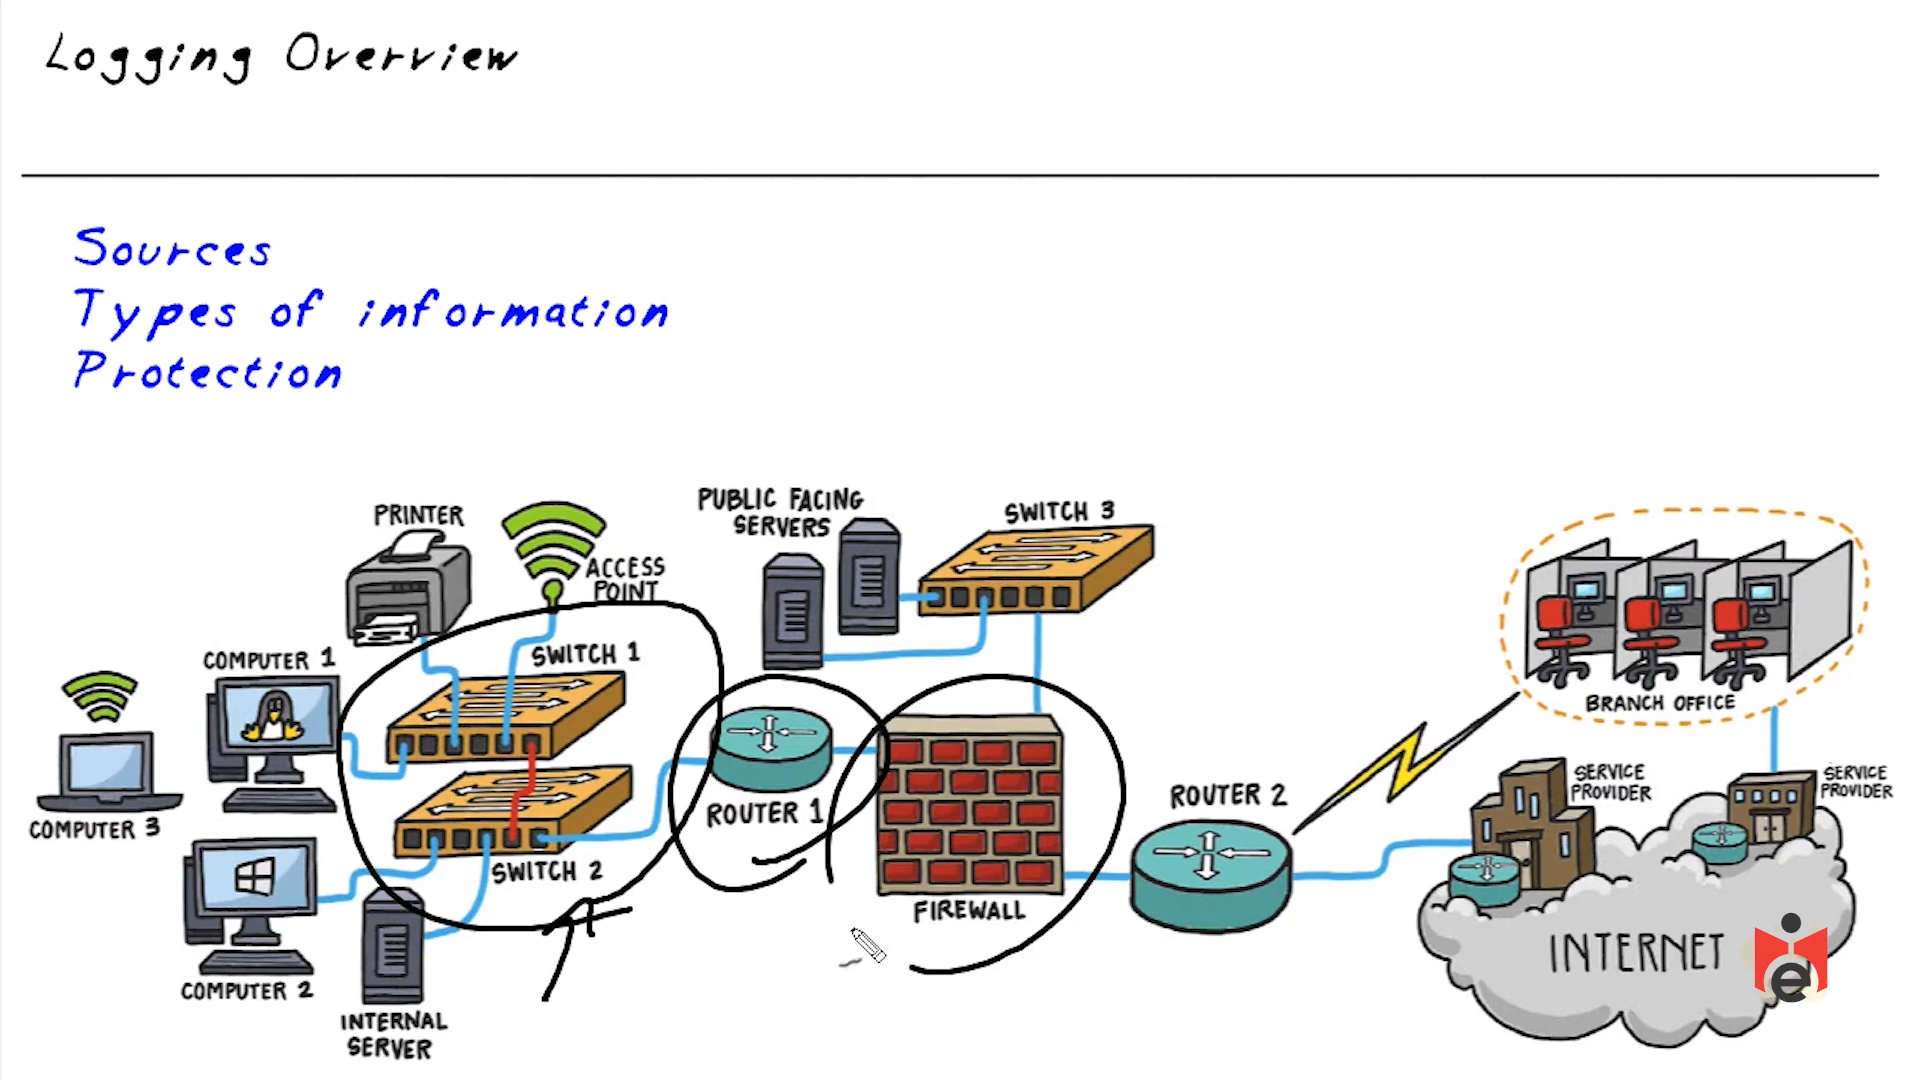 Logging Overview
Sources
Types of information
Protection
PRINTER
ACCESS
POINT
PUBLIC FACING
SERVERS
SWITCH 3
COMPUTER 1
SWITCH 1
COMPUTER 3
SWITCH 2
ROUTER 1
FIREWALL
ROUTER 2
BRANCH OFFICE
SERVICE
PROVIDER
SERVICE
PROVIDER
COMPUTER 2
INTERNAL
SERVER
INTERNET
e